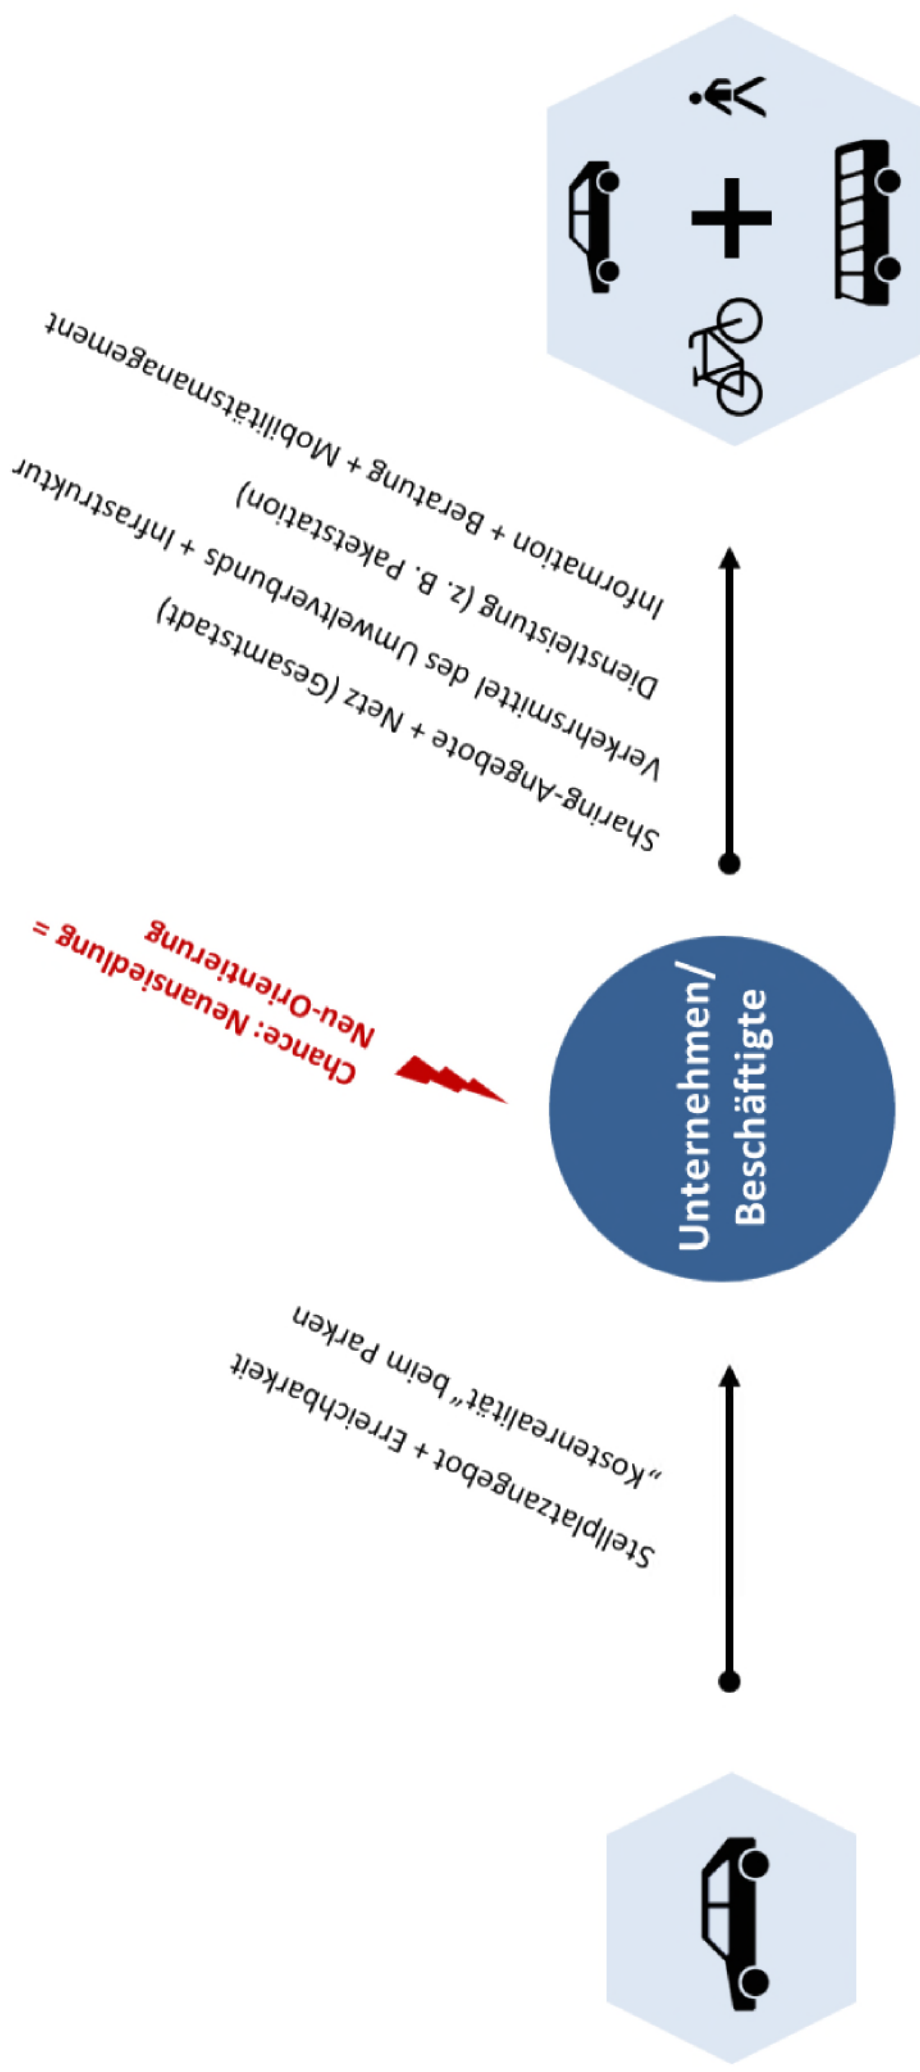 Stellplatzangebot + Erreichbarkeit
„Kostenrealität“ beim Parken
Unternehmen/
Beschäftigte
Chance: Neuansiedlung =
Neu-Orientierung
Sharing-Angebote + Netz (Gesamtstadt)
Verkehrsmittel des Umweltverbunds + Infrastruktur
Dienstleistung (z. B. Paketstation)
Information + Beratung + Mobilitätsmanagement